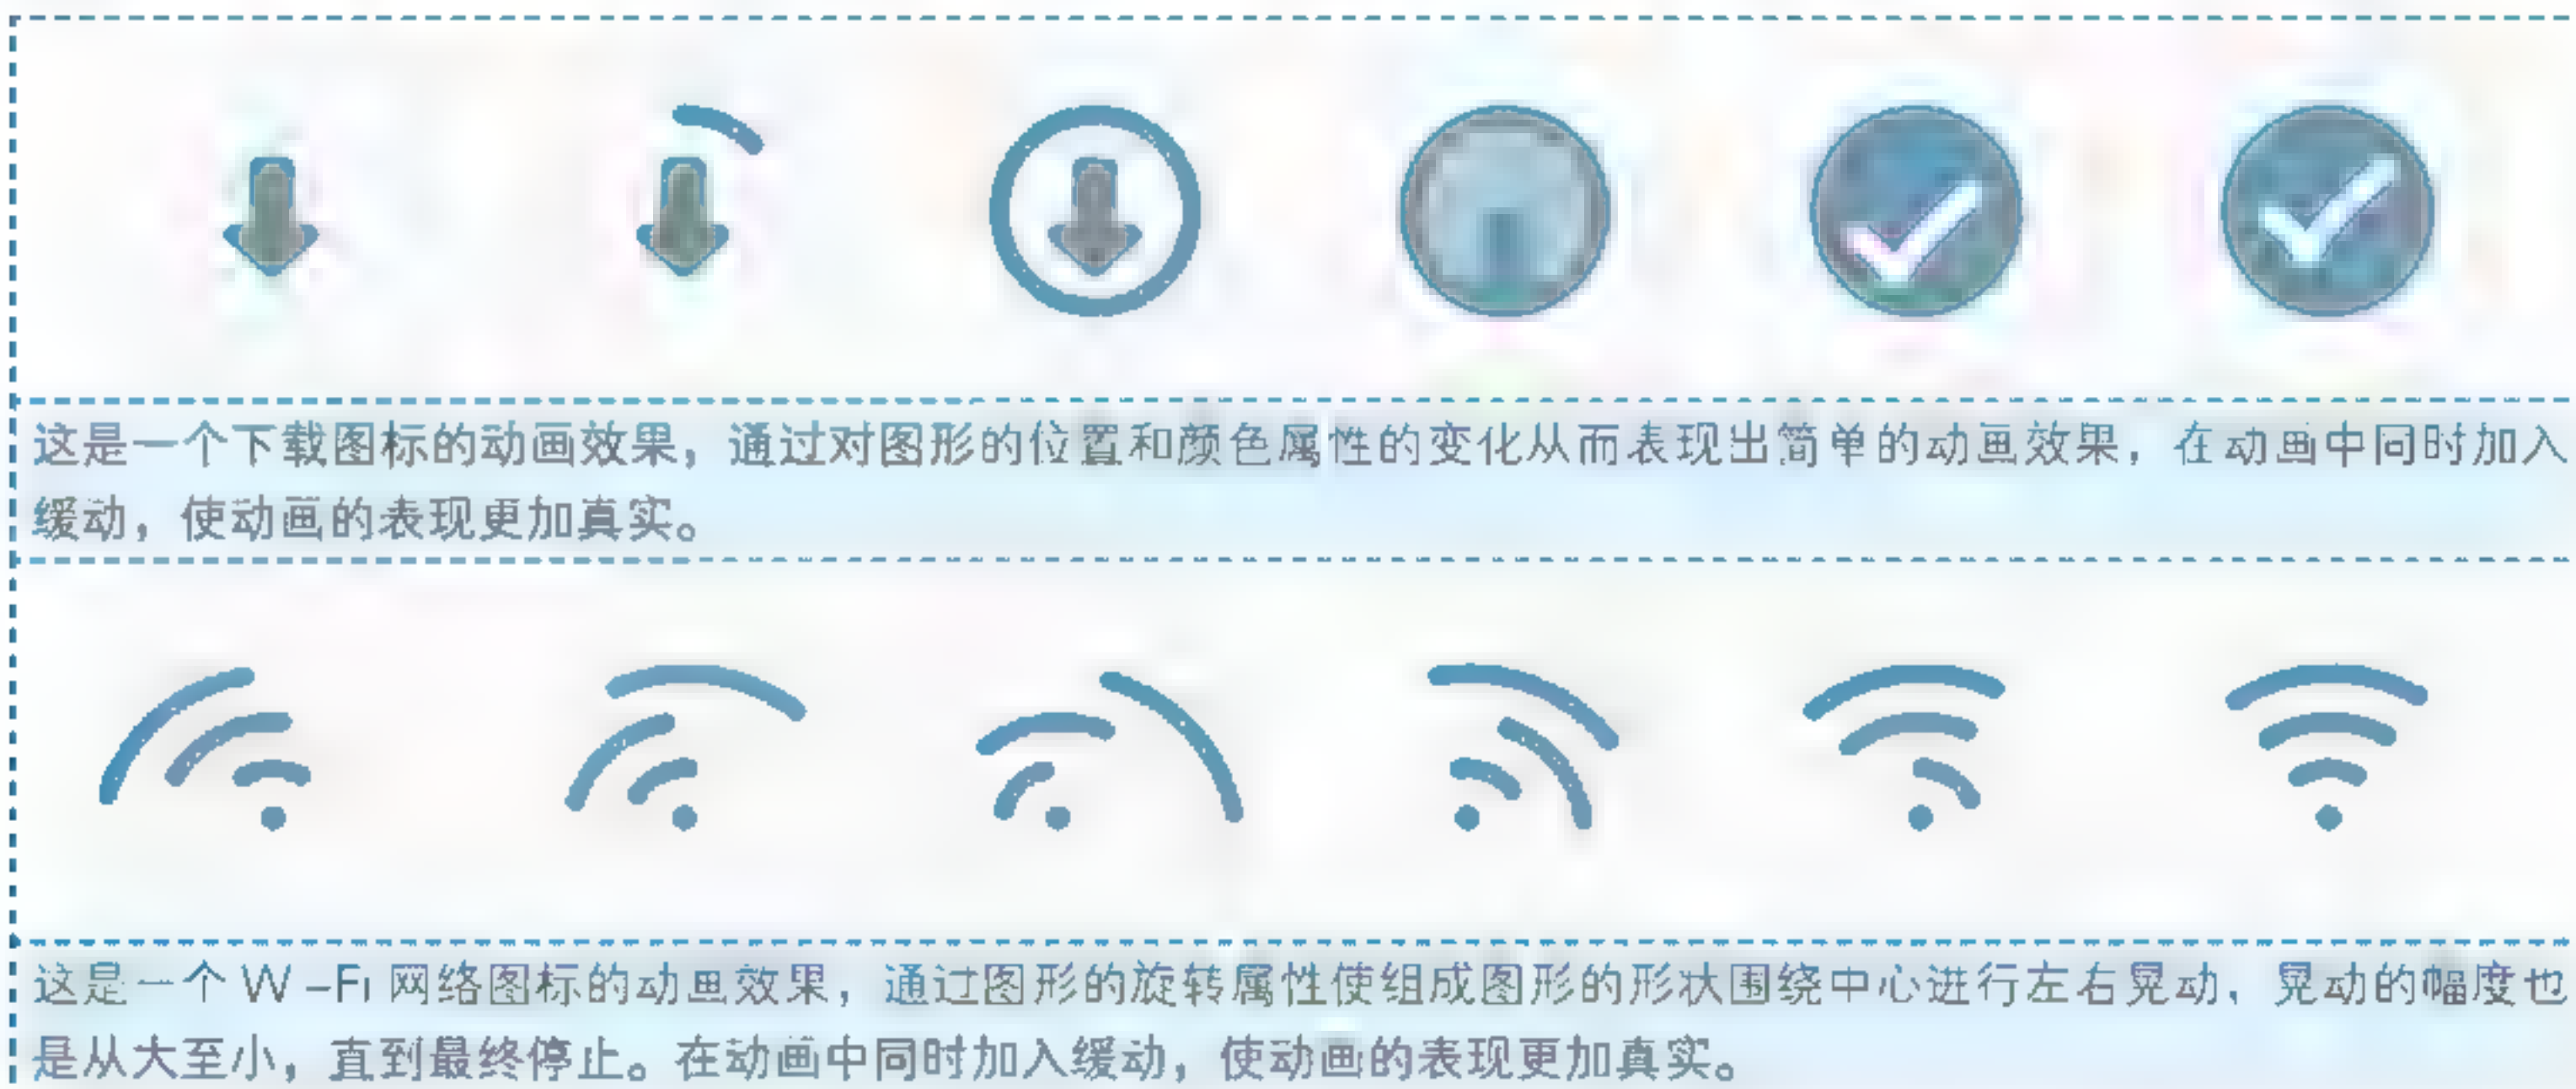 这是一个下载图标的动画效果，通过对图形的位置和颜色属性的变化从而表现出简单的动画效果，在动画中同时加入
缓动，使动画的表现更加真实。
这是一个 W-Fi 网络图标的动画效果，通过图形的旋转属性使组成图形的形状围绕中心进行左右晃动，晃动的幅度也
是从大至小，直到最终停止。在动画中同时加入缓动，使动画的表现更加真实。